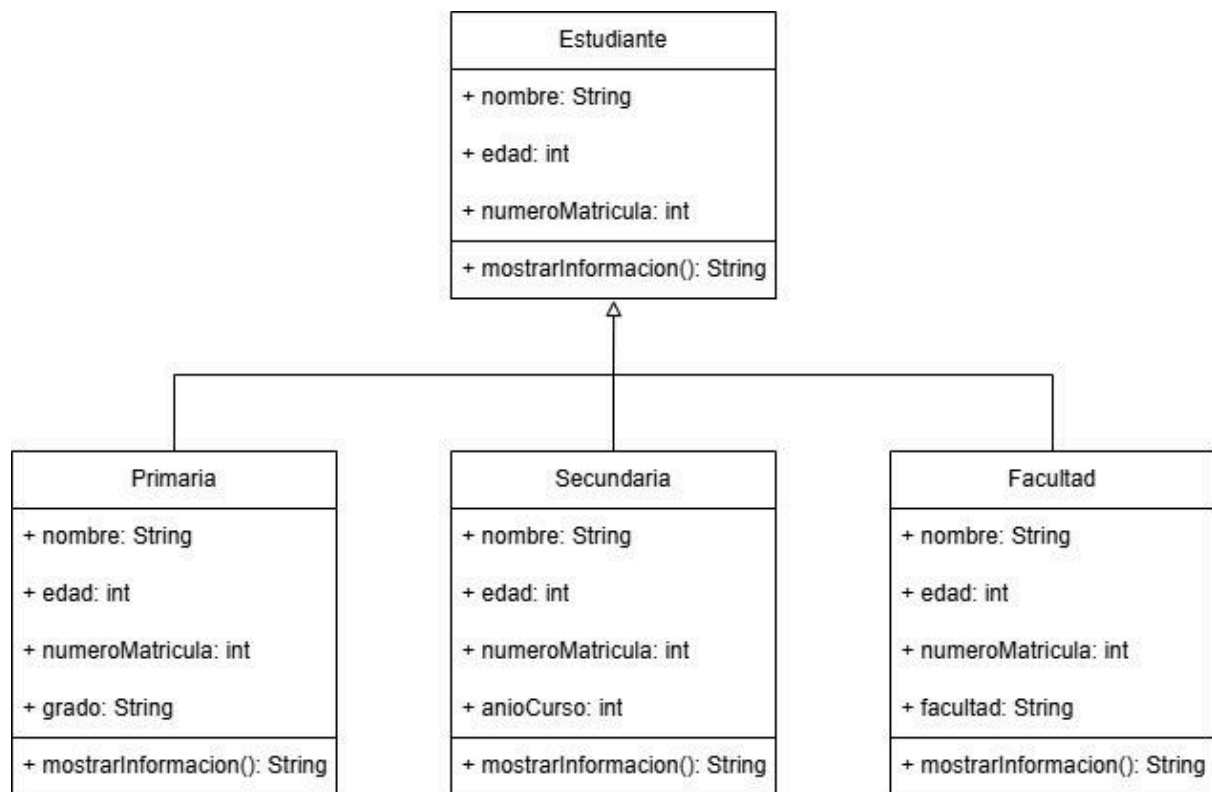 Estudiante
+ nombre: String
+ edad: int
+ numeroMatricula: int
+ mostrarInformacion(): String
Primaria
+ nombre: String
+ edad: int
+ numeroMatricula: int
+ grado: String
+ mostrarInformacion(): String
Secundaria
+ nombre: String
+ edad: int
+ numeroMatricula: int
+ anioCurso: int
+ mostrarInformacion(): String
Facultad
+ nombre: String
+ edad: int
+ numeroMatricula: int
+ facultad: String
+ mostrarInformacion(): String